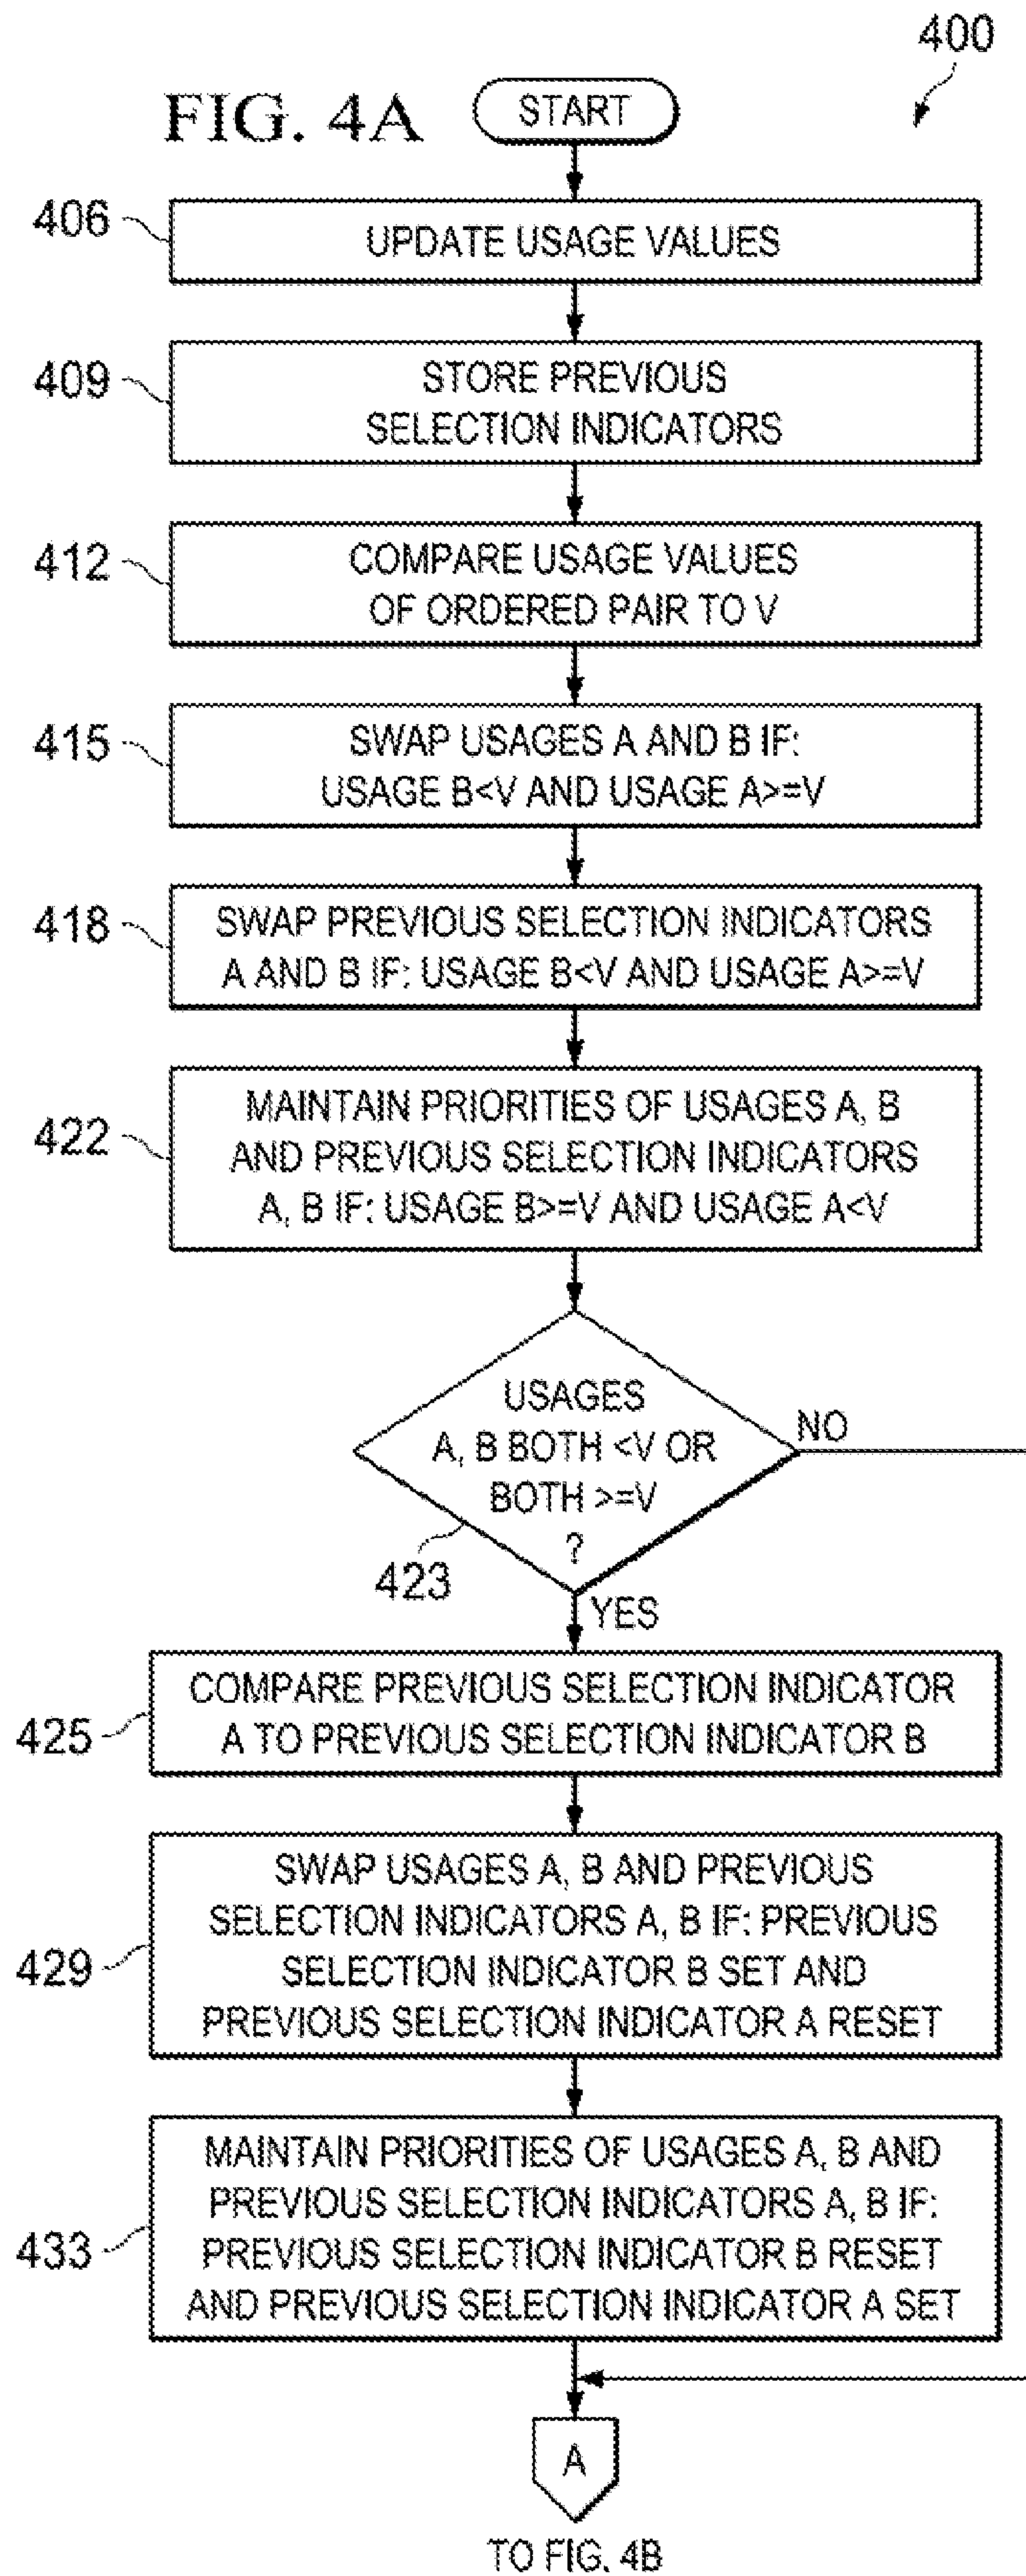 400
FIG. 4A
START
406
UPDATE USAGE VALUES
409
STORE PREVIOUS
SELECTION INDICATORS
412
COMPARE USAGE VALUES
OF ORDERED PAIR TO V
415
SWAP USAGES A AND B IF:
USAGE B<V AND USAGE A>=V
418
SWAP PREVIOUS SELECTION INDICATORS
A AND B IF: USAGE B<V AND USAGE A>=V
422
MAINTAIN PRIORITIES OF USAGES A, B
AND PREVIOUS SELECTION INDICATORS
A, B IF: USAGE B>=V AND USAGE A<V
USAGES
A, B BOTH <V OR
BOTH >=V
?
NO
423
YES
425
COMPARE PREVIOUS SELECTION INDICATOR
A TO PREVIOUS SELECTION INDICATOR B
429
SWAP USAGES A, B AND PREVIOUS
SELECTION INDICATORS A, B IF: PREVIOUS
SELECTION INDICATOR B SET AND
PREVIOUS SELECTION INDICATOR A RESET
433
MAINTAIN PRIORITIES OF USAGES A, B AND
PREVIOUS SELECTION INDICATORS A, B IF:
PREVIOUS SELECTION INDICATOR B RESET
AND PREVIOUS SELECTION INDICATOR A SET
A
TO FIG. 4B